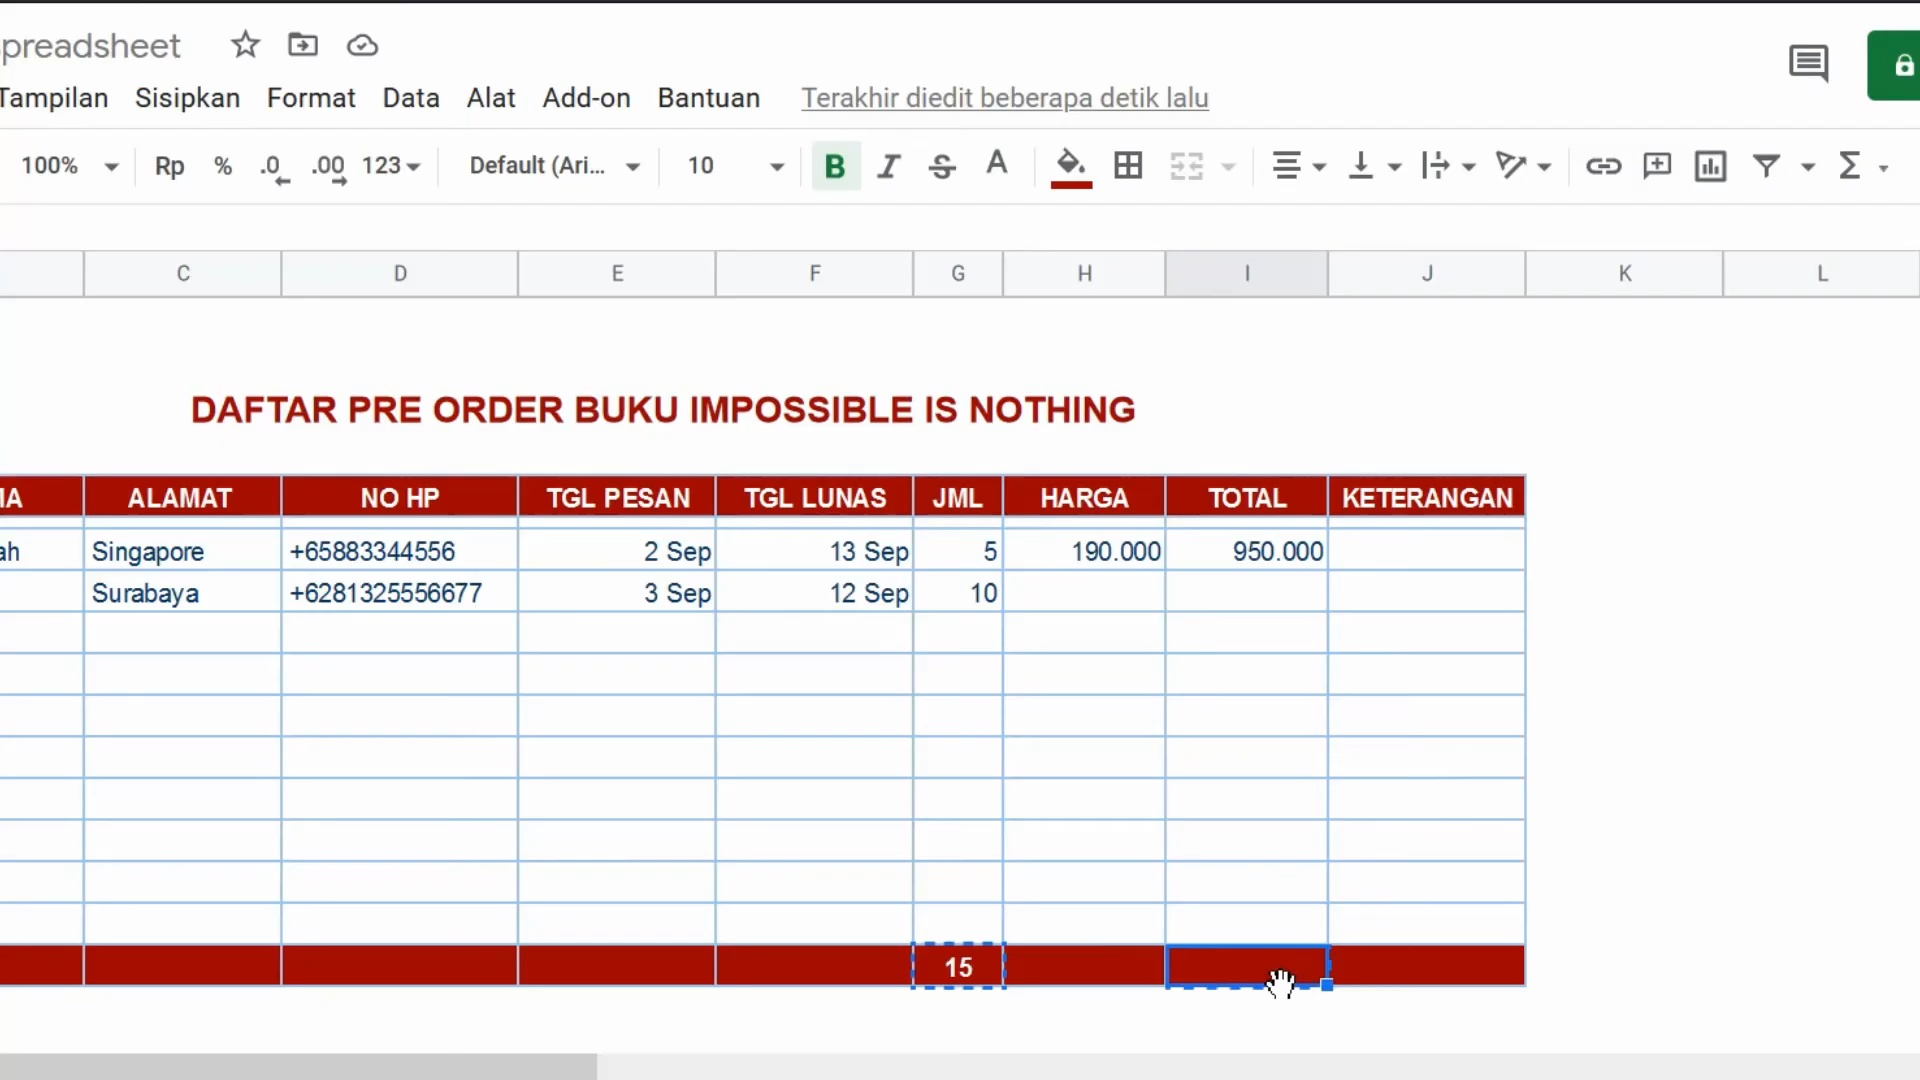 preadsheet
Tampilan Sisipkan Format Data Alat Add-on Bantuan Terakhir diedit beberapa detik lalu
100% Rp % .0 .00 123 Default (Ari... 10 B I S A Σ
C D E F G H I J K L
DAFTAR PRE ORDER BUKU IMPOSSIBLE IS NOTHING
MA ALAMAT NO HP TGL PESAN TGL LUNAS JML HARGA TOTAL KETERANGAN
ah Singapore +65883344556 2 Sep 13 Sep 5 190.000 950.000
Surabaya +6281325556677 3 Sep 12 Sep 10
15